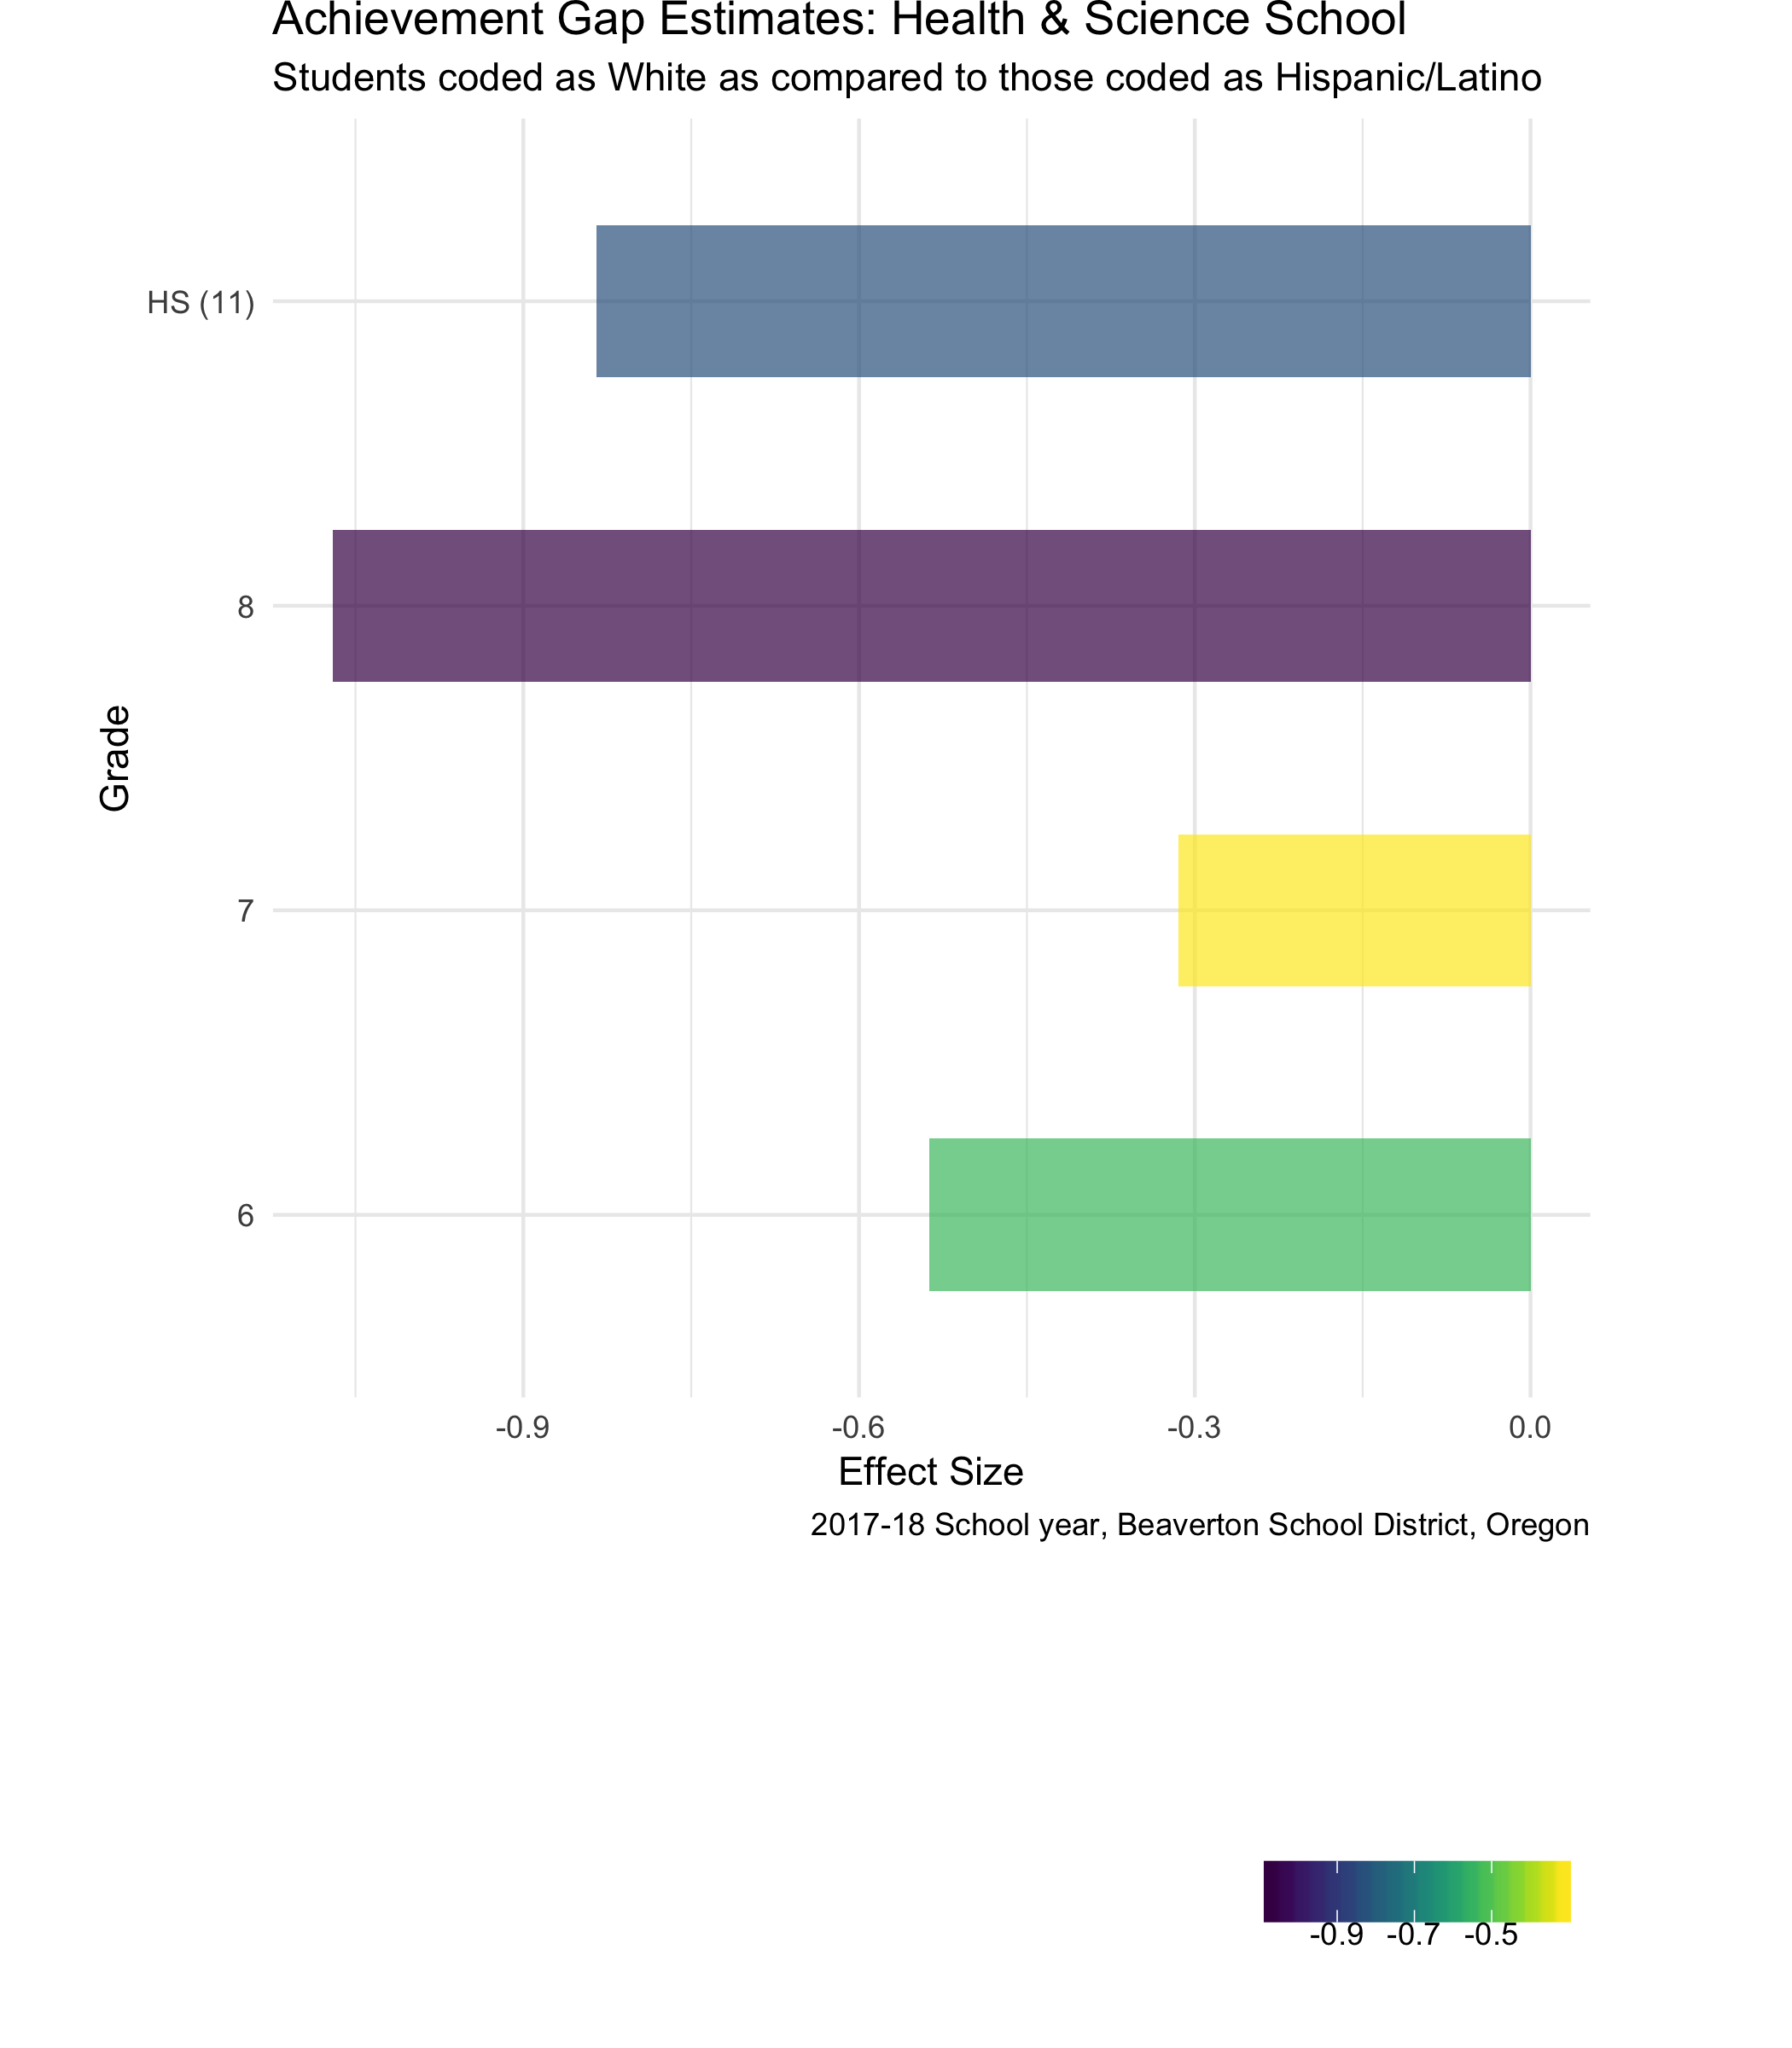 Achievement Gap Estimates: Health & Science School
Students coded as White as compared to those coded as Hispanic/Latino
HS (11)
8
Grade
7
6
-0.9 -0.6 -0.3 0.0
Effect Size
2017-18 School year, Beaverton School District, Oregon
-0.9 -0.7 -0.5